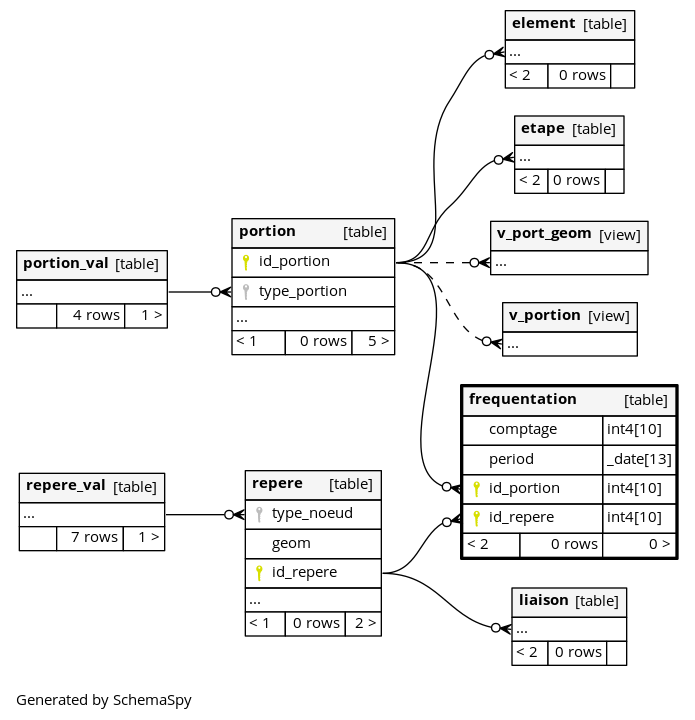 element [table]
...
< 2 0 rows
etape [table]
...
< 2 0 rows
portion [table]
id_portion
type_portion
...
< 1 0 rows 5 >
v_port_geom [view]
...
portion_val [table]
...
4 rows 1 >
v_portion [view]
...
frequentation [table]
comptage int4[10]
period _date[13]
id_portion int4[10]
id_repere int4[10]
< 2 0 rows 0 >
repere_val [table]
...
7 rows 1 >
repere [table]
type_noeud
geom
id_repere
...
< 1 0 rows 2 >
liaison [table]
...
< 2 0 rows
Generated by SchemaSpy